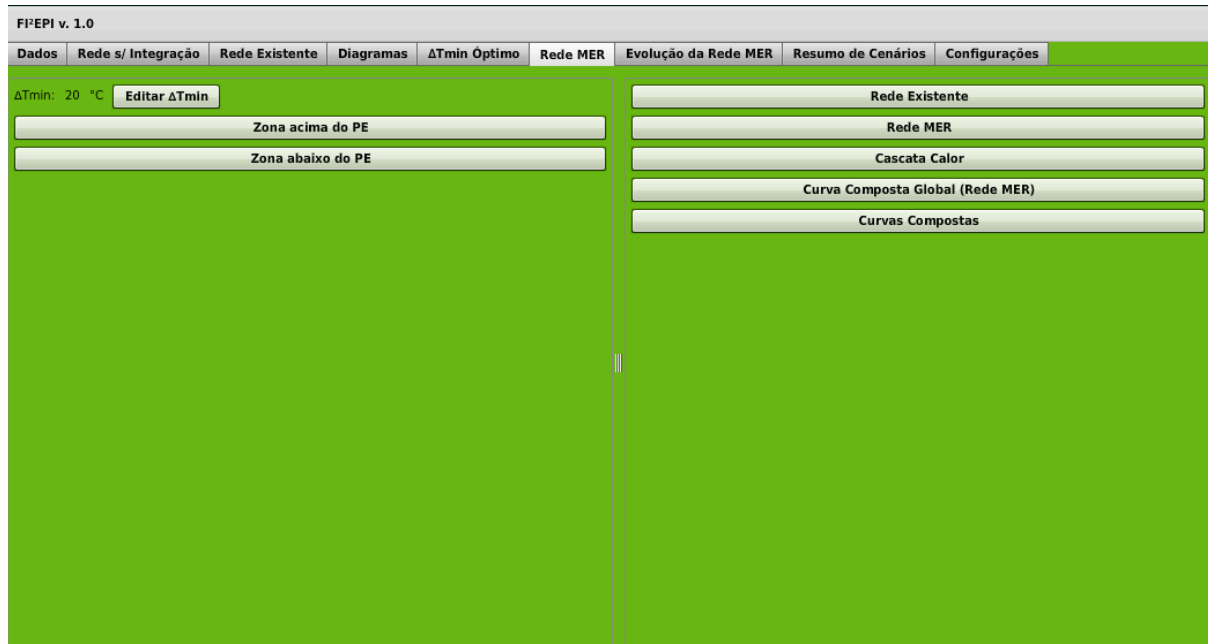 FI²EPI v. 1.0
Dados Rede s/ Integração Rede Existente Diagramas ΔTmin Óptimo Rede MER Evolução da Rede MER Resumo de Cenários Configurações
ΔTmin: 20 °C Editar ΔTmin
Zona acima do PE
Zona abaixo do PE
Rede Existente
Rede MER
Cascata Calor
Curva Composta Global (Rede MER)
Curvas Compostas